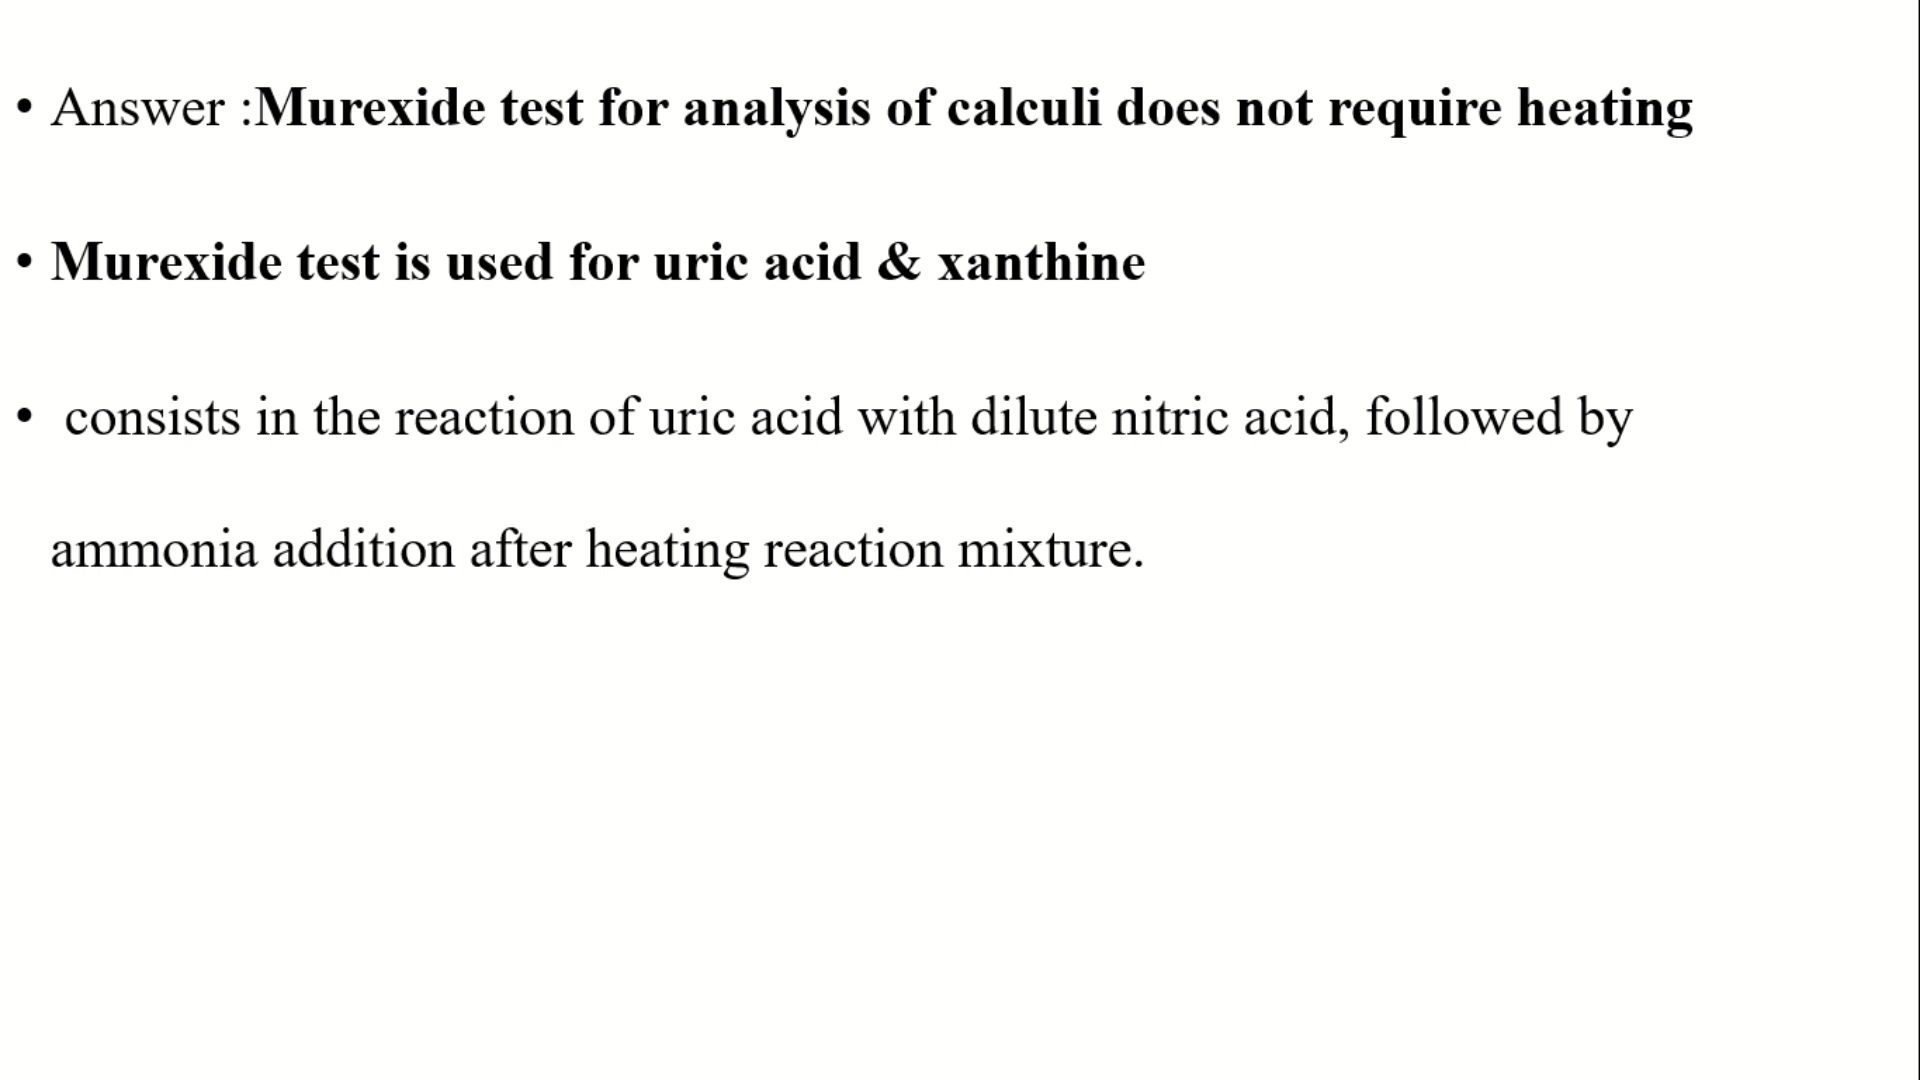 • Answer :Murexide test for analysis of calculi does not require heating
• Murexide test is used for uric acid & xanthine
• consists in the reaction of uric acid with dilute nitric acid, followed by
ammonia addition after heating reaction mixture.